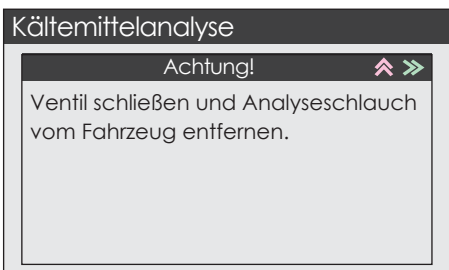 Kältemittelanalyse
Achtung!
Ventil schließen und Analyseschlauch
vom Fahrzeug entfernen.